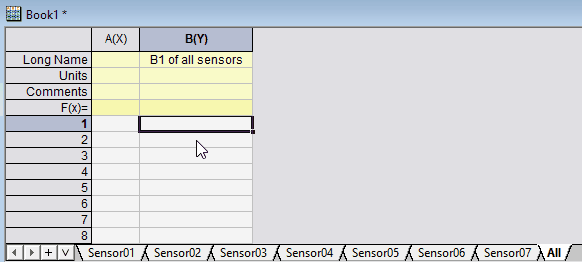 Book1 *
A(X) B(Y)
Long Name B1 of all sensors
Units
Comments
F(x)=
1
2
3
4
5
6
7
8
+ Sensor01 Sensor02 Sensor03 Sensor04 Sensor05 Sensor06 Sensor07 All